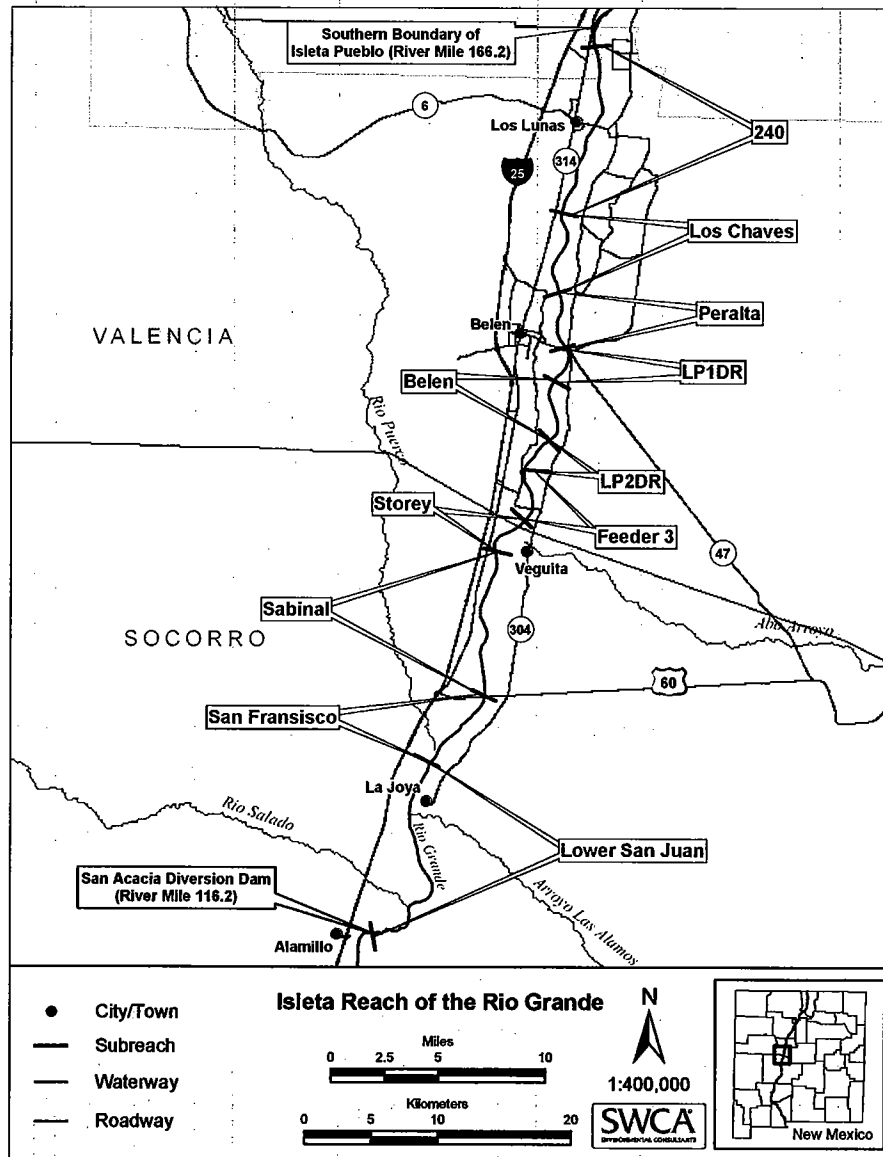 Southern Boundary of
Isleta Pueblo (River Mile 166.2)
6
Los Lunas
240
314
25
Los Chaves
Peralta
Belen
VALENCIA
LP1DR
Belen
Rio Puerco
LP2DR
Storey
Feeder 3
47
Veguita
Sabinal
Abo Arroyo
SOCORRO
304
60
San Fransisco
La Joya
Rio Salado
Rio Grande
Lower San Juan
San Acacia Diversion Dam
(River Mile 116.2)
Arroyo Las Alamos
Alamillo
City/Town
Subreach
Waterway
Roadway
Isleta Reach of the Rio Grande
Miles
0 2.5 5 10
Kilometers
0 5 10 20
N
1:400,000
SWCA
ENVIRONMENTAL CONSULTANTS
New Mexico